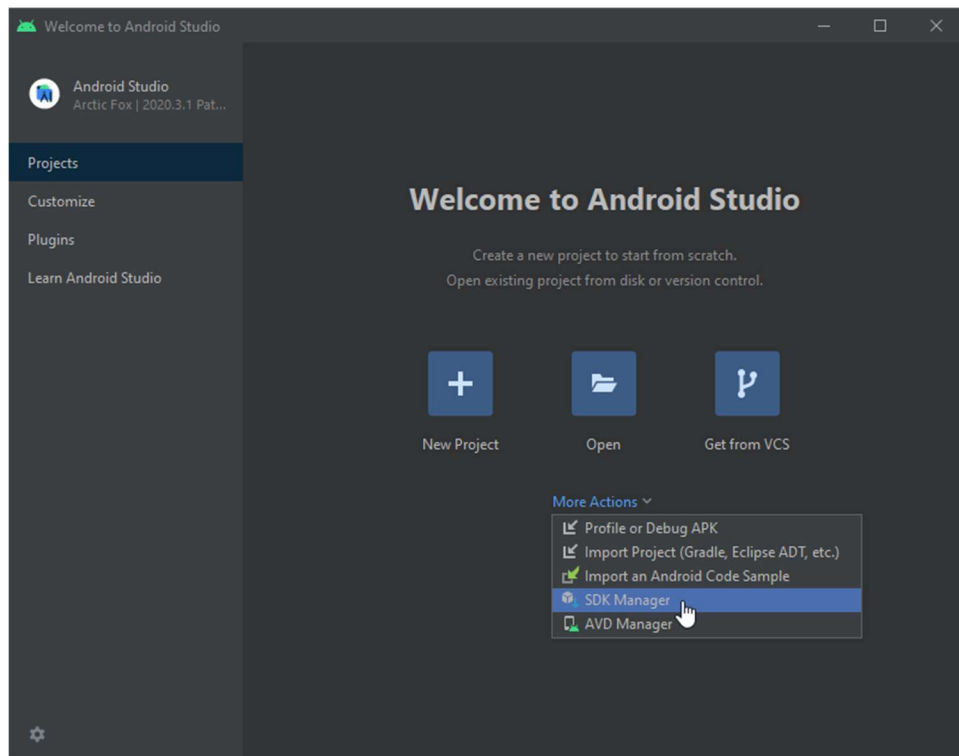 Welcome to Android Studio
Android Studio
Arctic Fox | 2020.3.1 Pat...
Projects
Customize
Plugins
Learn Android Studio
Welcome to Android Studio
Create a new project to start from scratch.
Open existing project from disk or version control.
New Project
Open
Get from VCS
More Actions
Profile or Debug APK
Import Project (Gradle, Eclipse ADT, etc.)
Import an Android Code Sample
SDK Manager
AVD Manager